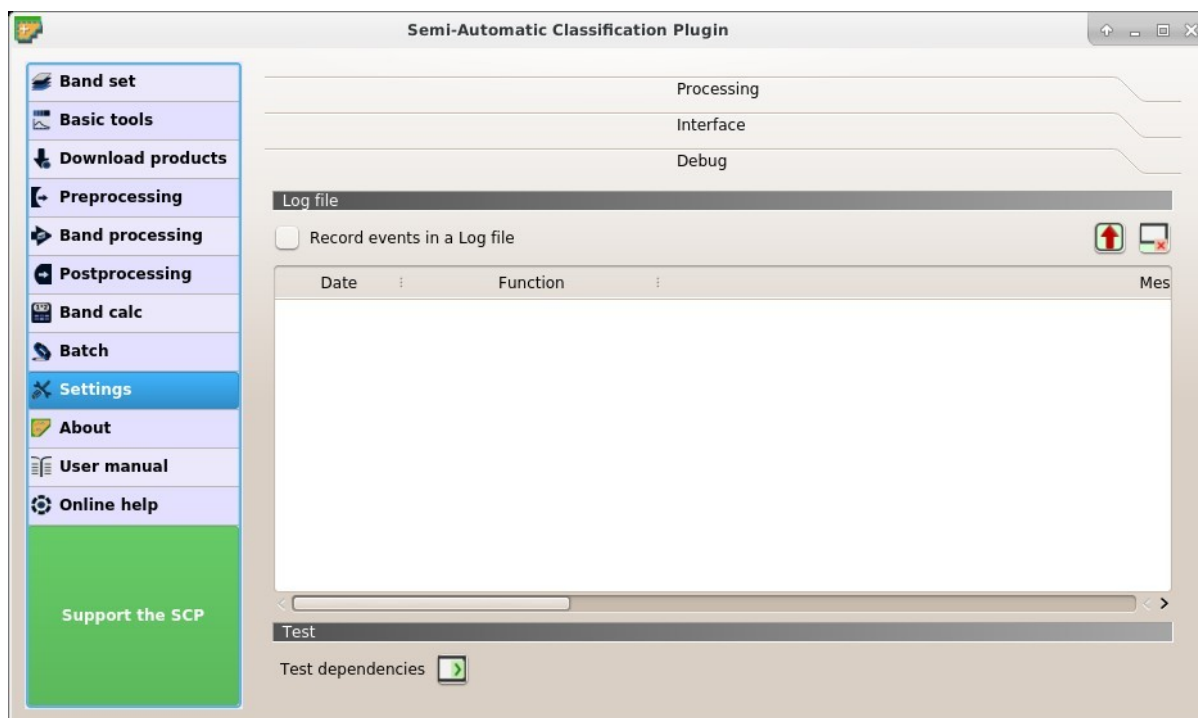 Semi-Automatic Classification Plugin
Band set
Basic tools
Download products
Preprocessing
Band processing
Postprocessing
Band calc
Batch
Settings
About
User manual
Online help
Support the SCP
Processing
Interface
Debug
Log file
Record events in a Log file
Date Function Mes
Test
Test dependencies